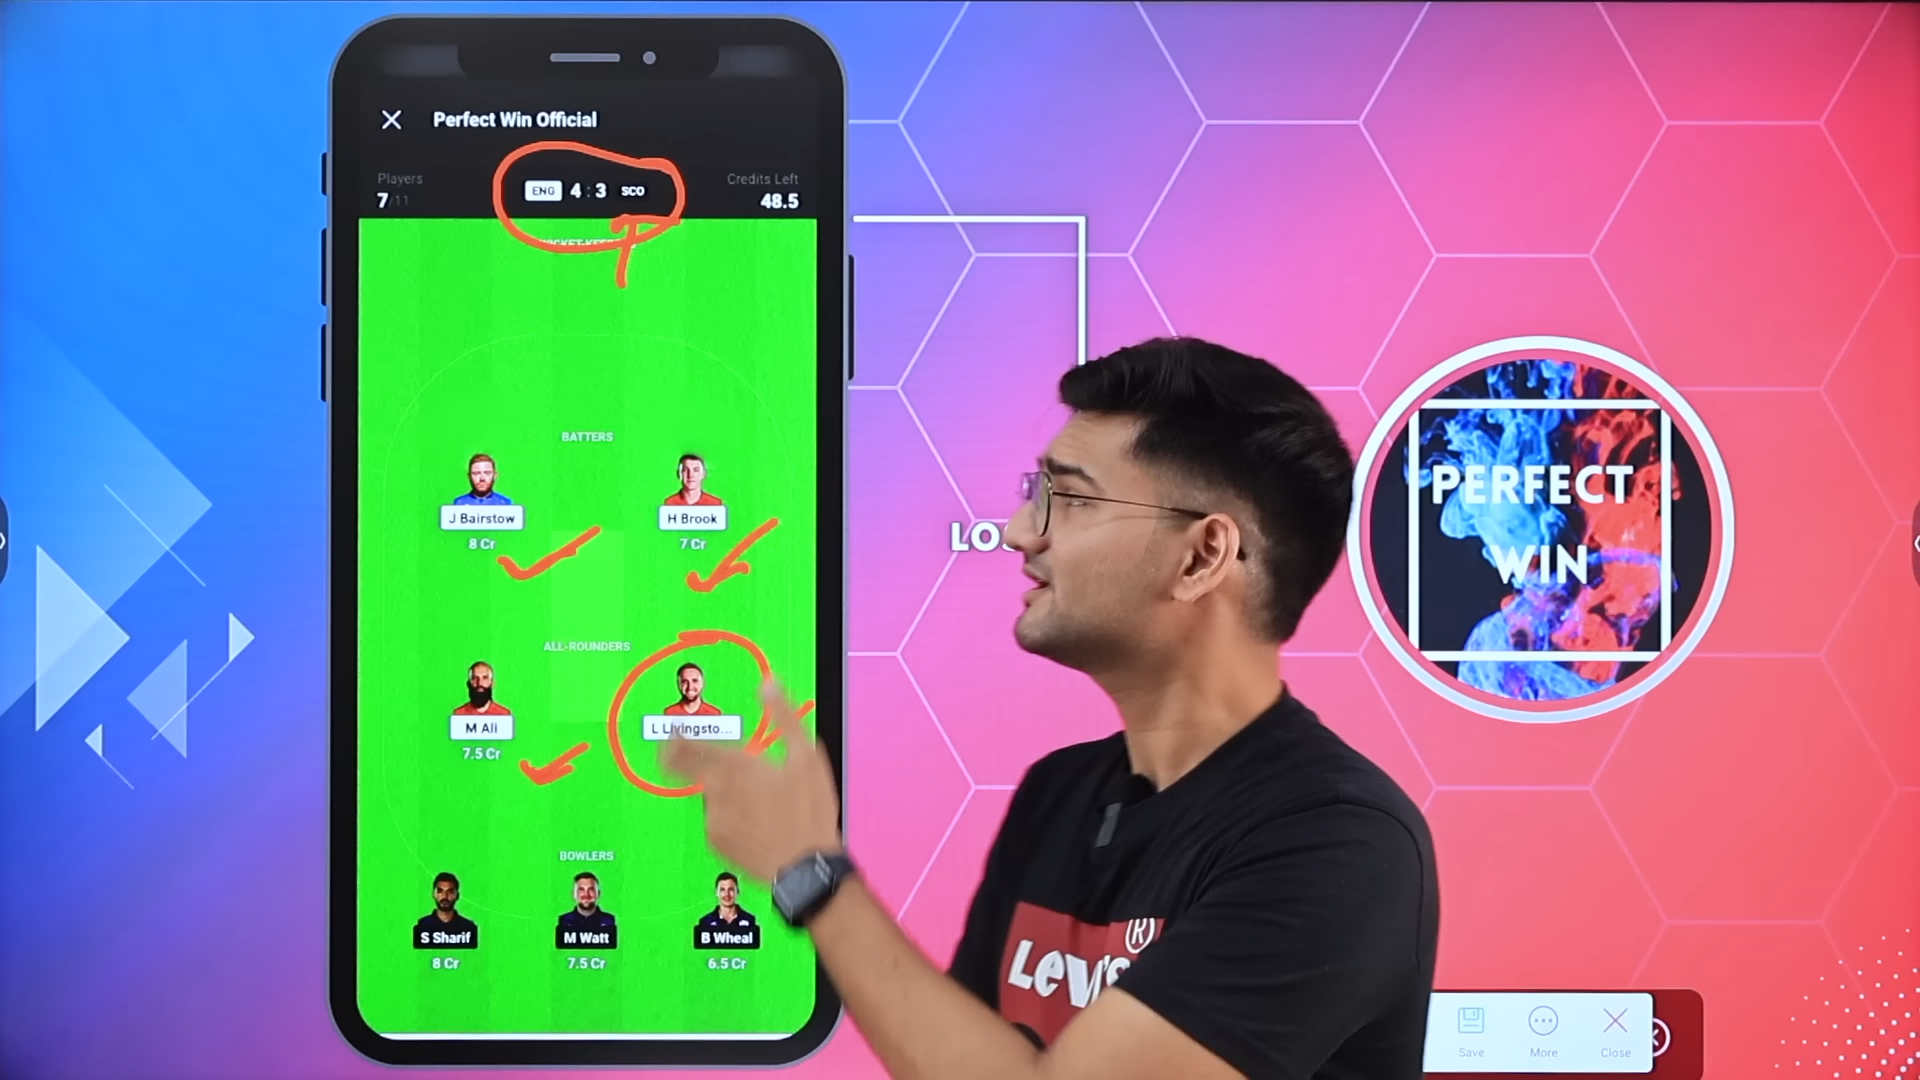 Perfect Win Official
Players
7/11
ENG 4 : 3 SCO
Credits Left
48.5
BATTERS
J Bairstow
8 Cr
H Brook
7 Cr
ALL-ROUNDERS
M Ali
7.5 Cr
L Livingsto...
BOWLERS
S Sharif
8 Cr
M Watt
7.5 Cr
B Wheal
6.5 Cr
PERFECT
WIN
Levi's
®
Save
More
Close